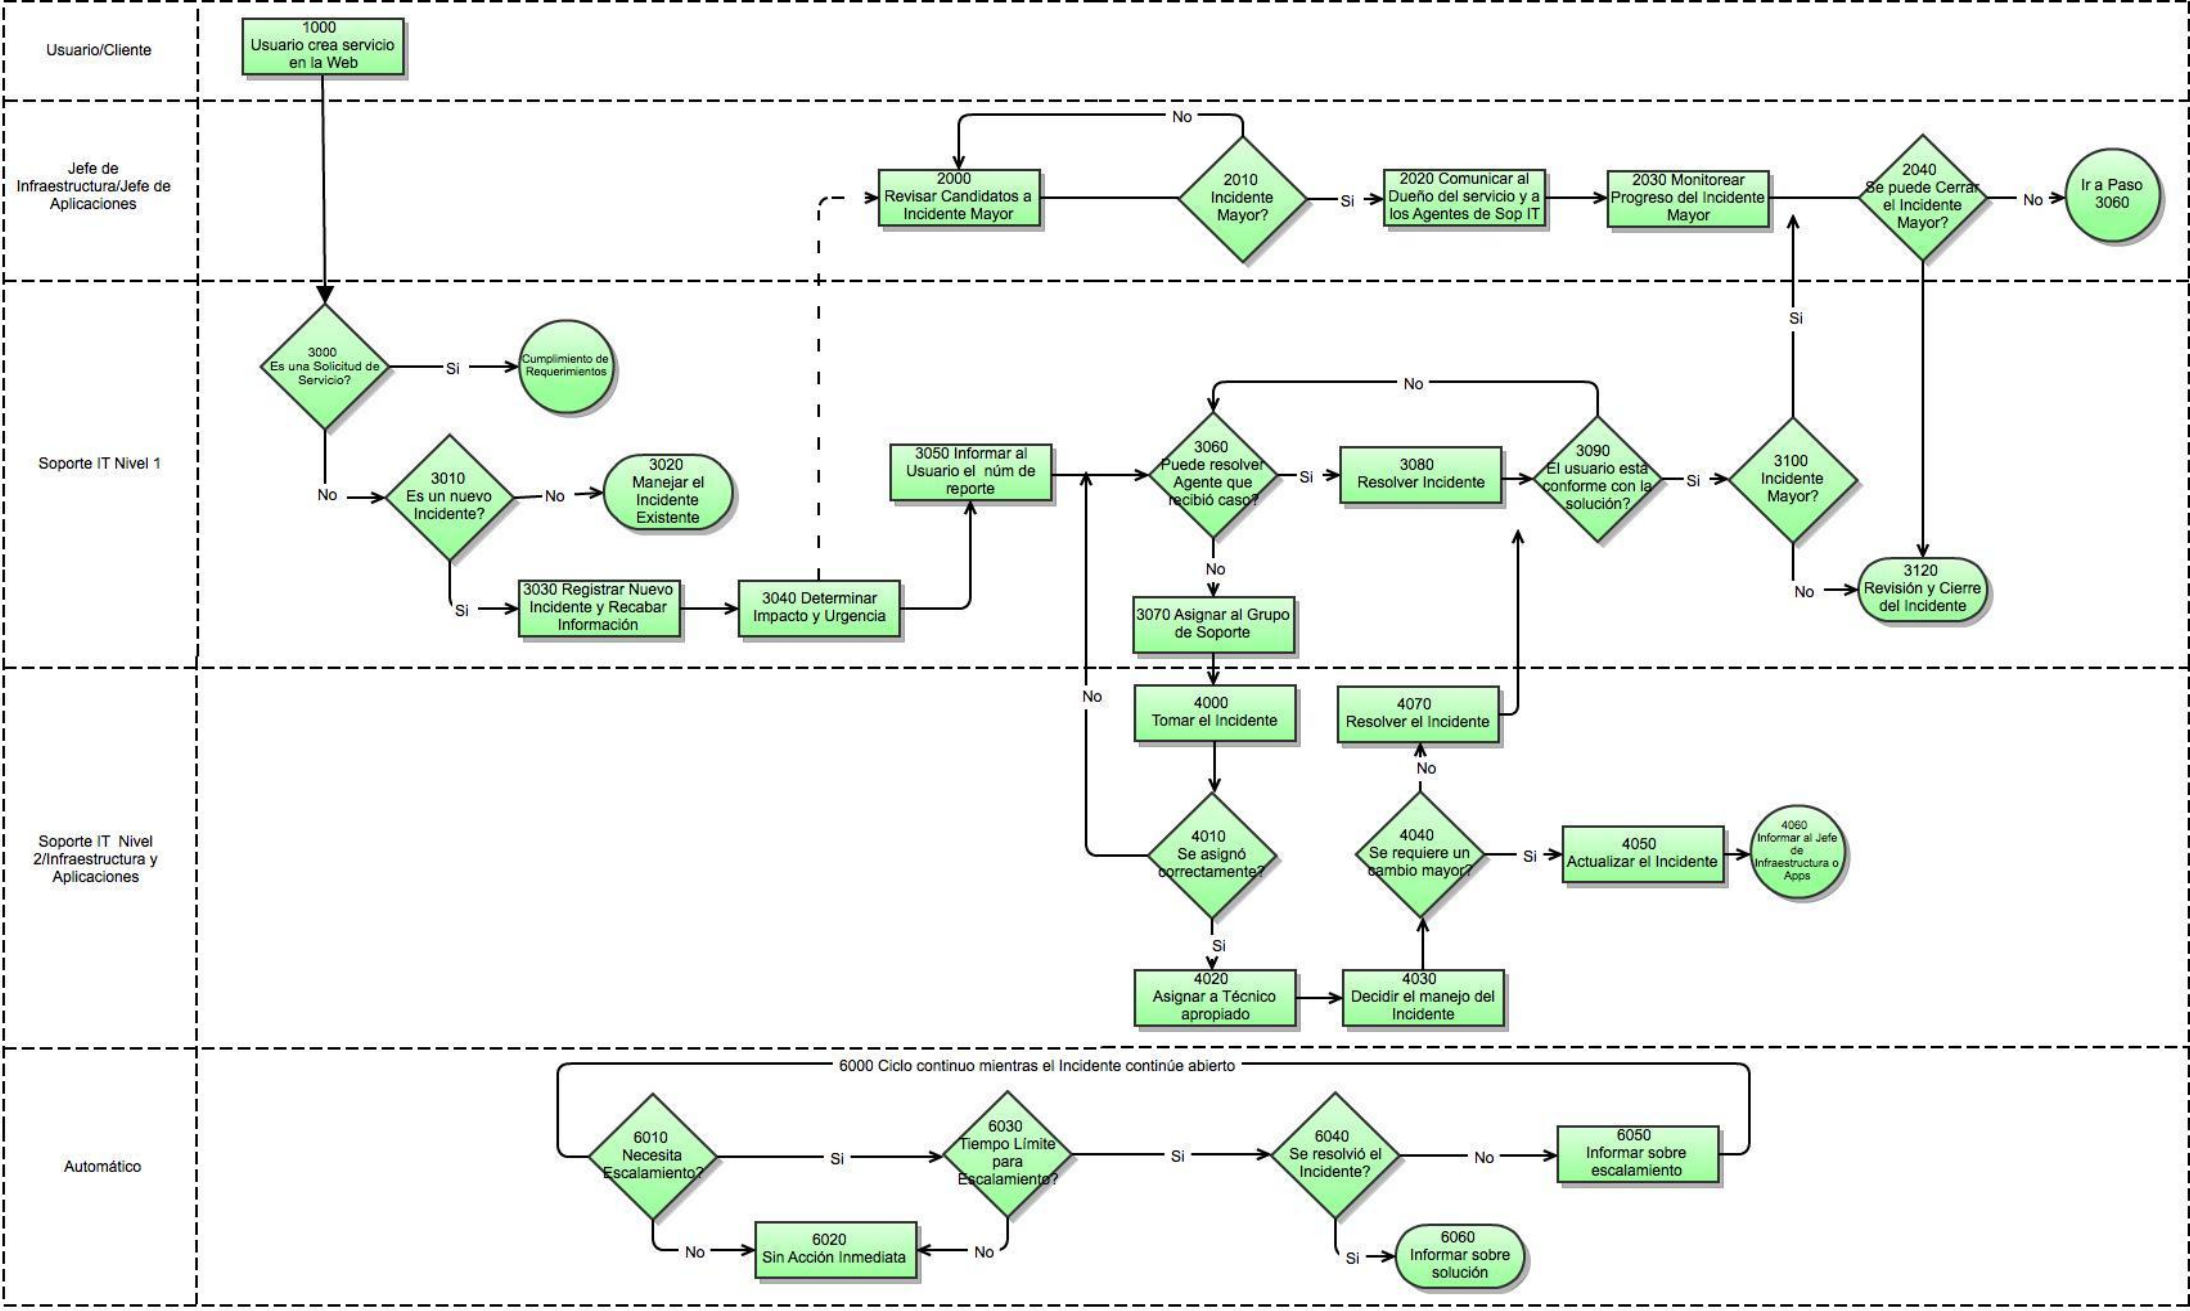 Usuario/Cliente
1000
Usuario crea servicio
en la Web
Jefe de
Infraestructura/Jefe de
Aplicaciones
No
2000
Revisar Candidatos a
Incidente Mayor
2010
Incidente
Mayor?
Si
2020 Comunicar al
Dueño del servicio y a
los Agentes de Sop IT
2030 Monitorear
Progreso del Incidente
Mayor
2040
Se puede Cerrar
el Incidente
Mayor?
No
Ir a Paso
3060
Soporte IT Nivel 1
3000
Es una Solicitud de
Servicio?
Si
Cumplimiento de
Requerimientos
No
3010
Es un nuevo
Incidente?
No
3020
Manejar el
Incidente
Existente
Si
3030 Registrar Nuevo
Incidente y Recabar
Información
3040 Determinar
Impacto y Urgencia
3050 Informar al
Usuario el núm de
reporte
No
3060
Puede resolver
Agente que
recibió caso?
Si
3080
Resolver Incidente
3090
El usuario está
conforme con la
solución?
Si
3100
Incidente
Mayor?
Si
No
3120
Revisión y Cierre
del Incidente
No
3070 Asignar al Grupo
de Soporte
Soporte IT Nivel
2/Infraestructura y
Aplicaciones
No
4000
Tomar el Incidente
4010
Se asignó
correctamente?
Si
4020
Asignar a Técnico
apropiado
4030
Decidir el manejo del
Incidente
4040
Se requiere un
cambio mayor?
No
4070
Resolver el Incidente
Si
4050
Actualizar el Incidente
4060
Informar al Jefe
de
Infraestructura o
Apps
Automático
6000 Ciclo continuo mientras el Incidente continúe abierto
6010
Necesita
Escalamiento?
Si
6030
Tiempo Límite
para
Escalamiento?
Si
6040
Se resolvió el
Incidente?
No
6050
Informar sobre
escalamiento
No
6020
Sin Acción Inmediata
No
Si
6060
Informar sobre
solución